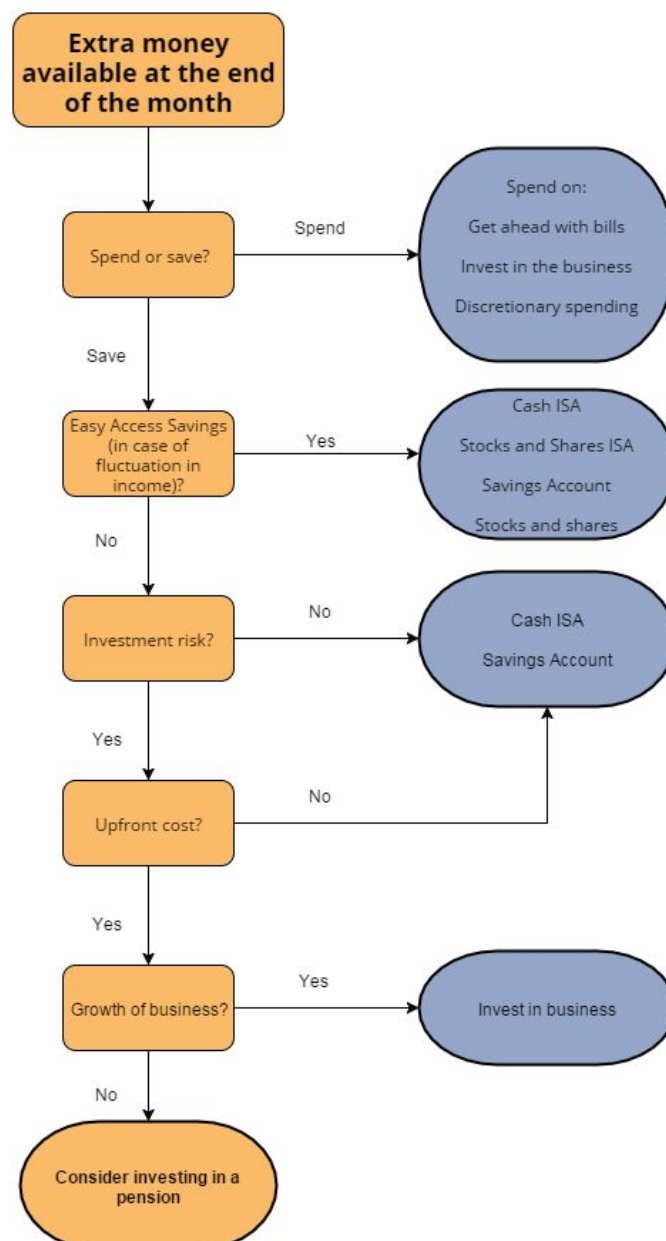 Extra money
available at the end
of the month
Spend or save?
Spend
Spend on:
Get ahead with bills
Invest in the business
Discretionary spending
Save
Easy Access Savings
(in case of
fluctuation in
income)?
Yes
Cash ISA
Stocks and Shares ISA
Savings Account
Stocks and shares
No
Investment risk?
No
Cash ISA
Savings Account
Yes
Upfront cost?
No
Yes
Growth of business?
Yes
Invest in business
No
Consider investing in a
pension